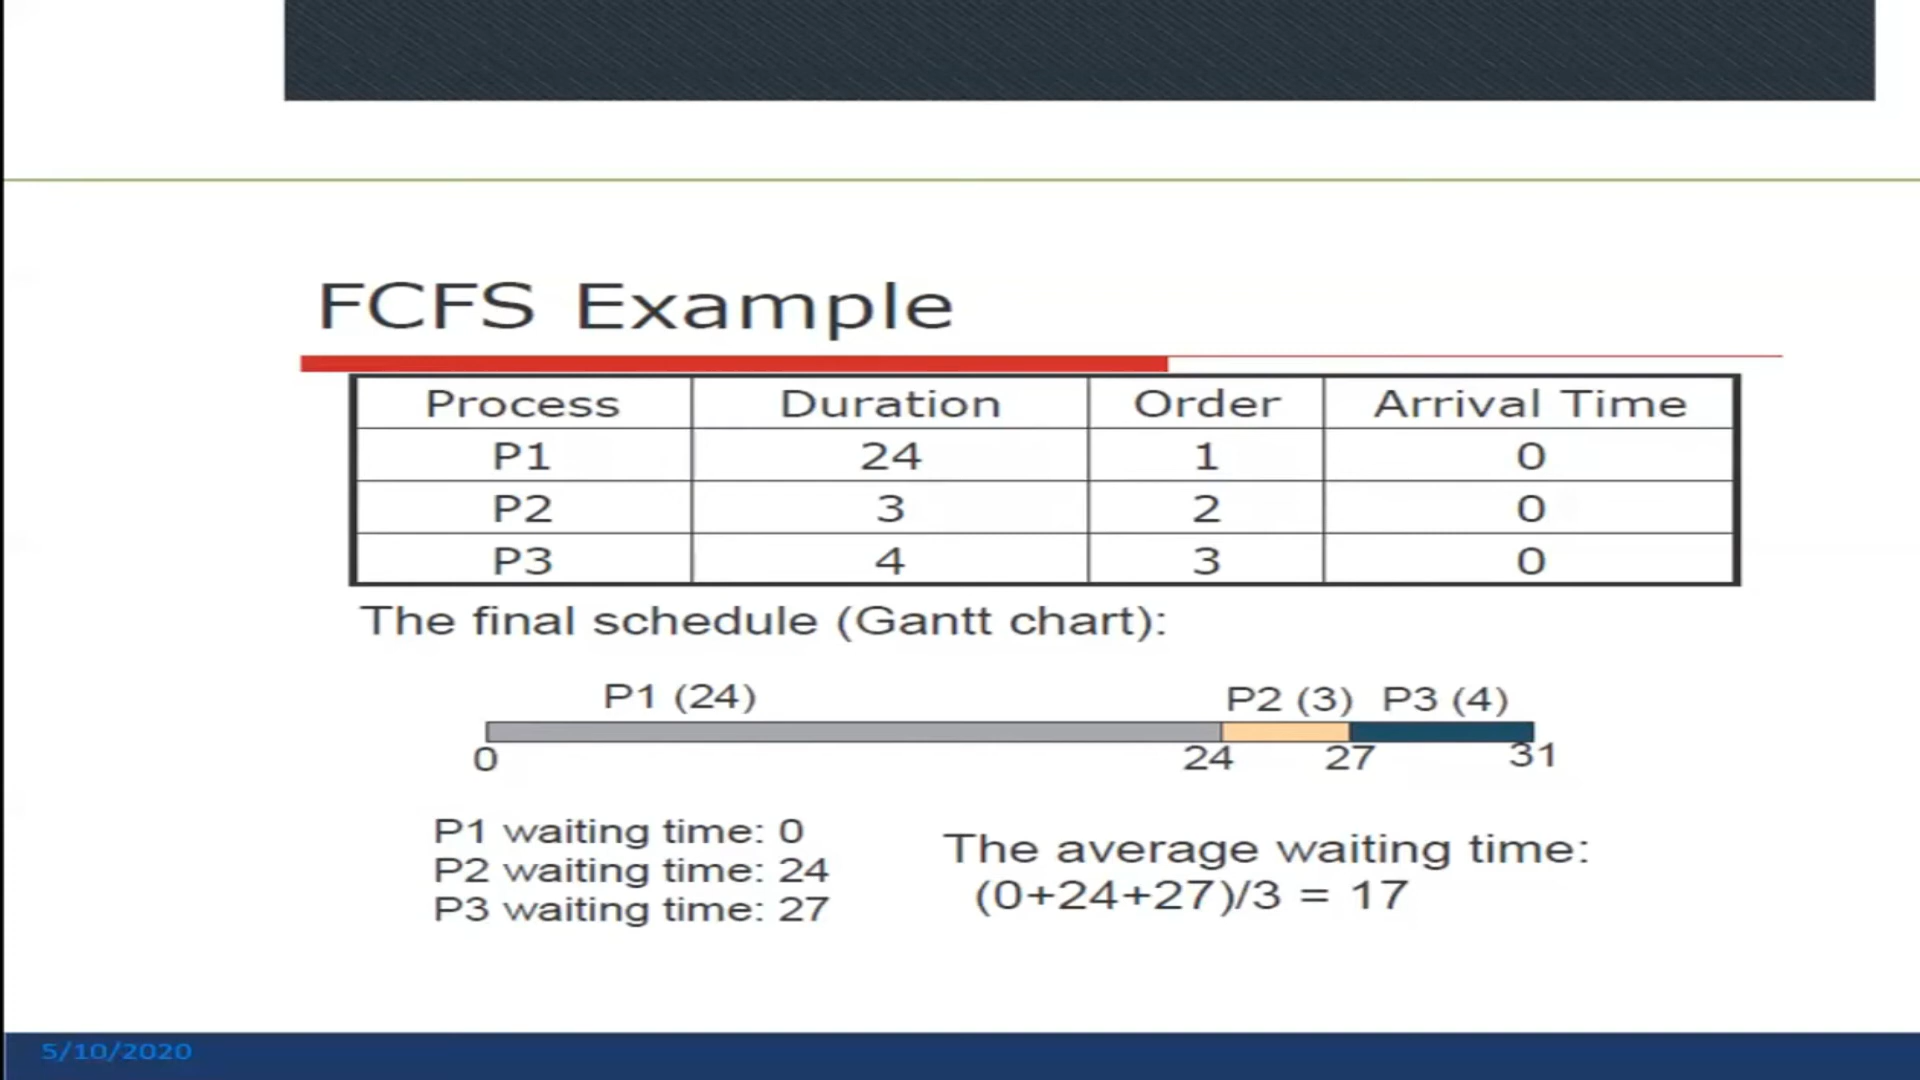 FCFS Example
Process Duration Order Arrival Time
P1 24 1 0
P2 3 2 0
P3 4 3 0
The final schedule (Gantt chart):
P1 (24) P2 (3) P3 (4)
0 24 27 31
P1 waiting time: 0
P2 waiting time: 24
P3 waiting time: 27
The average waiting time:
(0+24+27)/3 = 17
5/10/2020